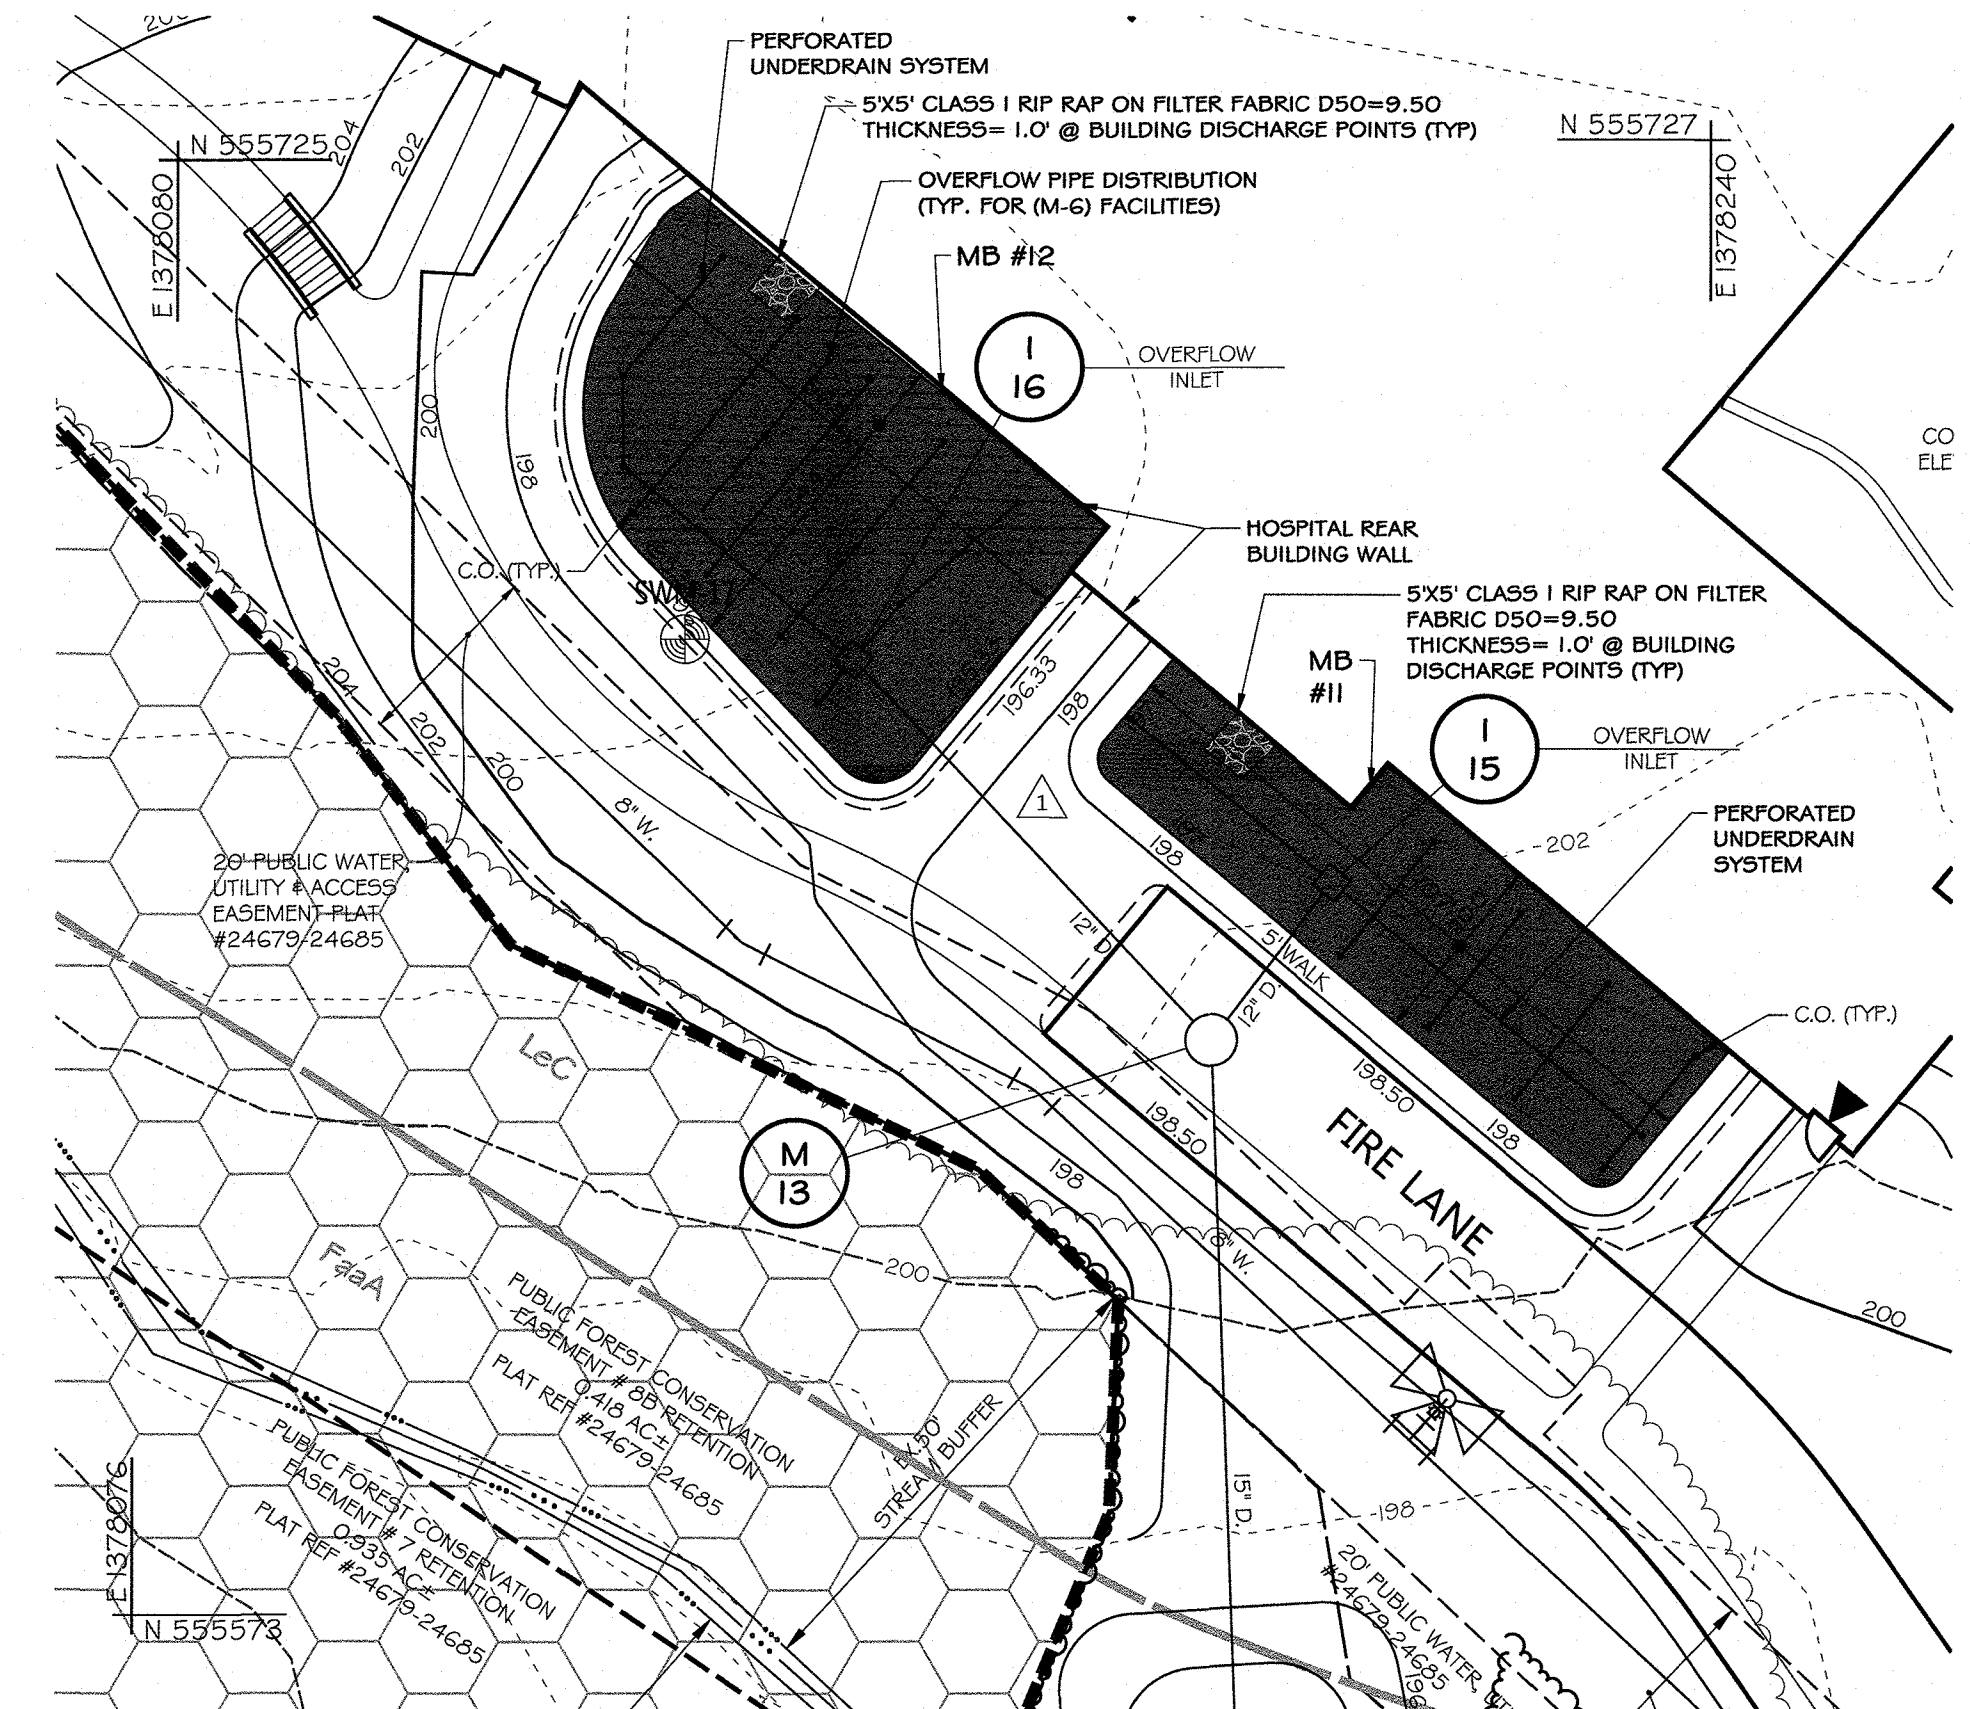 200
PERFORATED
UNDERDRAIN SYSTEM
5'X5' CLASS I RIP RAP ON FILTER FABRIC D50=9.50
THICKNESS= 1.0' @ BUILDING DISCHARGE POINTS (TYP)
N 555725
E 1378080
204
202
N 555727
E 1378240
OVERFLOW PIPE DISTRIBUTION
(TYP. FOR (M-6) FACILITIES)
MB #12
I
16
OVERFLOW
INLET
200
198
CO
ELE
HOSPITAL REAR
BUILDING WALL
C.O. (TYP.)
5'X5' CLASS I RIP RAP ON FILTER
FABRIC D50=9.50
THICKNESS= 1.0' @ BUILDING
DISCHARGE POINTS (TYP)
MB
#11
I
15
OVERFLOW
INLET
196.33
198
204
202
200
8" W.
1
198
202
PERFORATED
UNDERDRAIN
SYSTEM
20' PUBLIC WATER,
UTILITY & ACCESS
EASEMENT PLAT
#24679-24685
12" D.
5' WALK
12" D.
C.O. (TYP.)
LeC
198.50
198.50
198
FIRE LANE
M
13
198
8" W.
FaaA
200
200
PUBLIC FOREST CONSERVATION
EASEMENT # 8B RETENTION
0.418 AC±
PLAT REF #24679-24685
EX.50'
STREAM BUFFER
PUBLIC FOREST CONSERVATION
EASEMENT # 7 RETENTION
0.935 AC±
PLAT REF #24679-24685
15" D.
198
20' PUBLIC WATER,
#24679-24685
196
E 1378076
N 555573